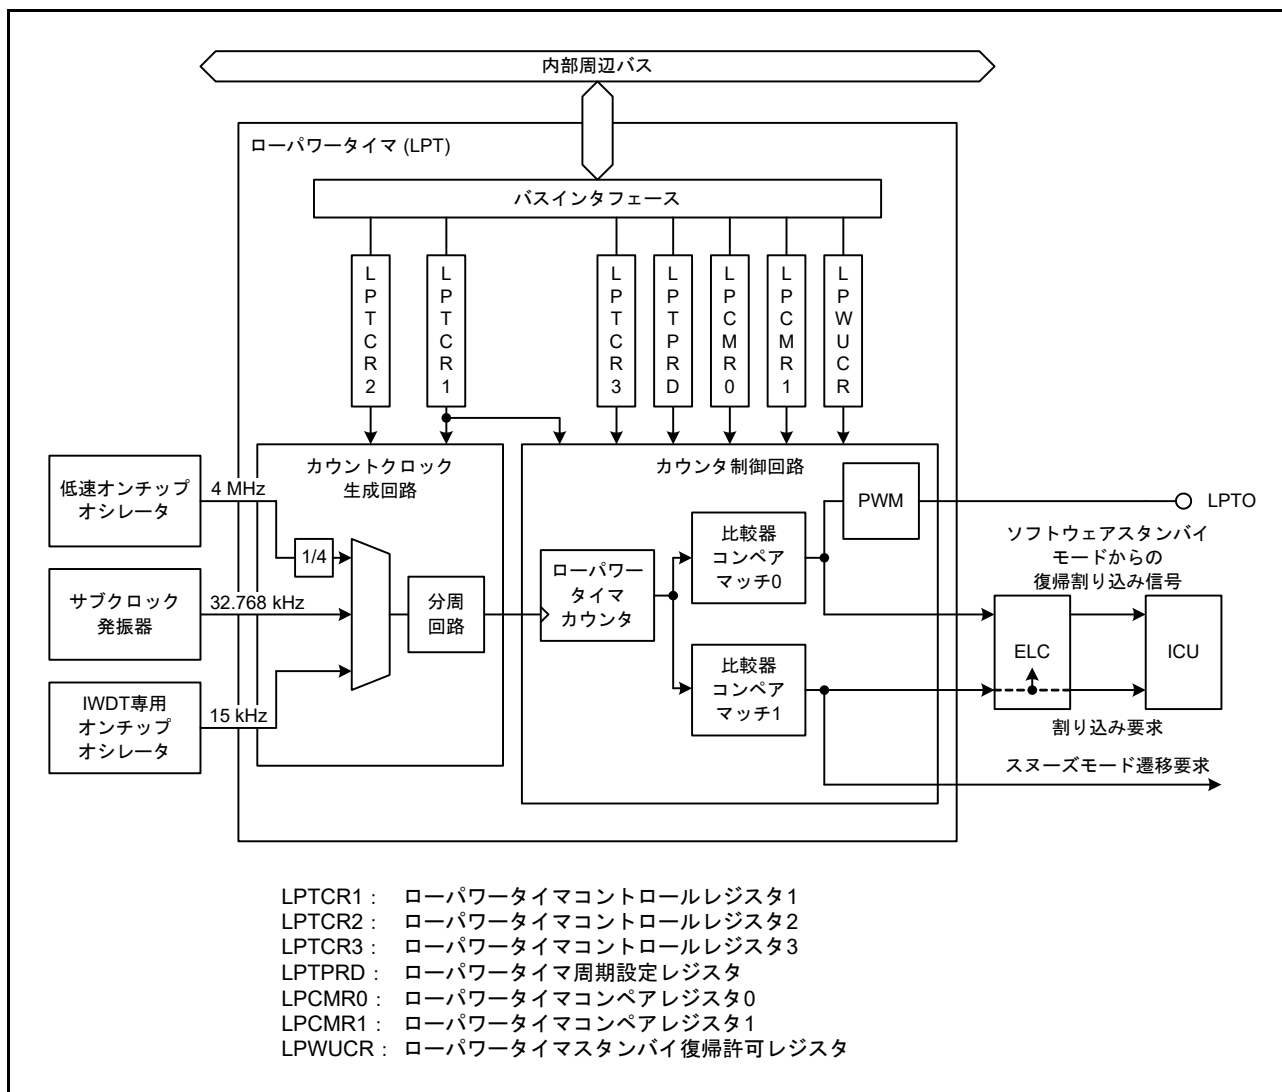 内部周辺バス
ローパワータイマ (LPT)
バスインタフェース
LPTCR2
LPTCR1
LPTCR3
LPTPRD
LPCMR0
LPCMR1
LPWUCR
カウントクロック
生成回路
カウンタ制御回路
低速オンチップ
オシレータ
4 MHz
1/4
サブクロック
発振器
32.768 kHz
IWDT専用
オンチップ
オシレータ
15 kHz
分周
回路
ローパワー
タイマ
カウンタ
比較器
コンペア
マッチ0
比較器
コンペア
マッチ1
PWM
LPTO
ソフトウェアスタンバイ
モードからの
復帰割り込み信号
ELC
ICU
割り込み要求
スヌーズモード遷移要求
LPTCR1： ローパワータイマコントロールレジスタ1
LPTCR2： ローパワータイマコントロールレジスタ2
LPTCR3： ローパワータイマコントロールレジスタ3
LPTPRD： ローパワータイマ周期設定レジスタ
LPCMR0： ローパワータイマコンペアレジスタ0
LPCMR1： ローパワータイマコンペアレジスタ1
LPWUCR： ローパワータイマスタンバイ復帰許可レジスタ